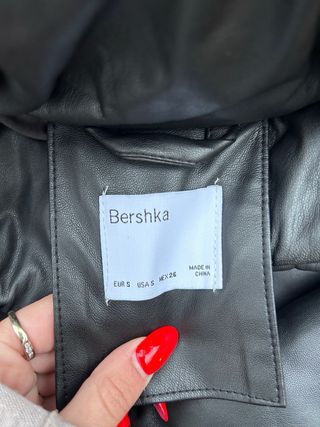 Bershka
EUR S USA S MEX 26
MADE IN
CHINA